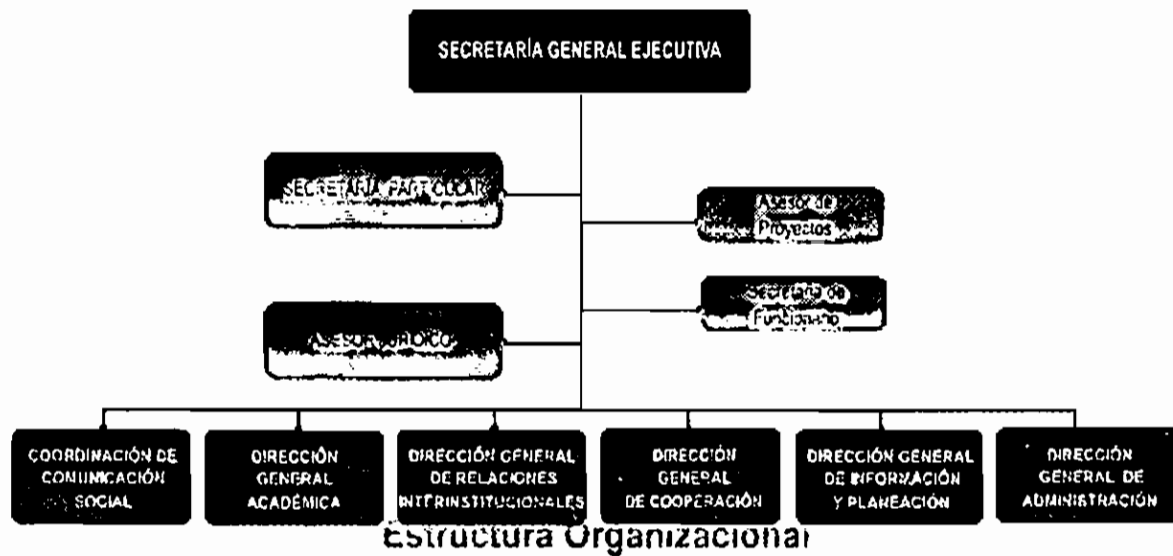 SECRETARÍA GENERAL EJECUTIVA
SECRETARÍA PARTICULAR
Asesor de
Proyectos
Secretaria de
Funcionario
ASESOR JURÍDICO
COORDINACIÓN DE
COMUNICACIÓN
SOCIAL
DIRECCIÓN
GENERAL
ACADÉMICA
DIRECCIÓN GENERAL
DE RELACIONES
INTERINSTITUCIONALES
DIRECCIÓN
GENERAL
DE COOPERACIÓN
DIRECCIÓN GENERAL
DE INFORMACIÓN
Y PLANEACIÓN
DIRECCIÓN
GENERAL DE
ADMINISTRACIÓN
Estructura Organizacional